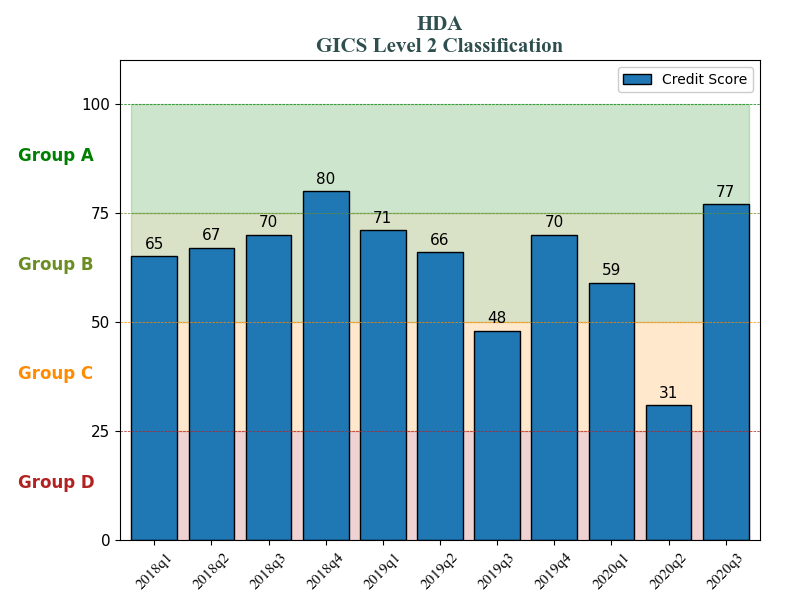 HDA
GICS Level 2 Classification
Credit Score
100
Group A
80
77
75
71
70
70
67
66
65
Group B
59
50
48
Group C
31
25
Group D
0
2018q1
2018q2
2018q3
2018q4
2019q1
2019q2
2019q3
2019q4
2020q1
2020q2
2020q3